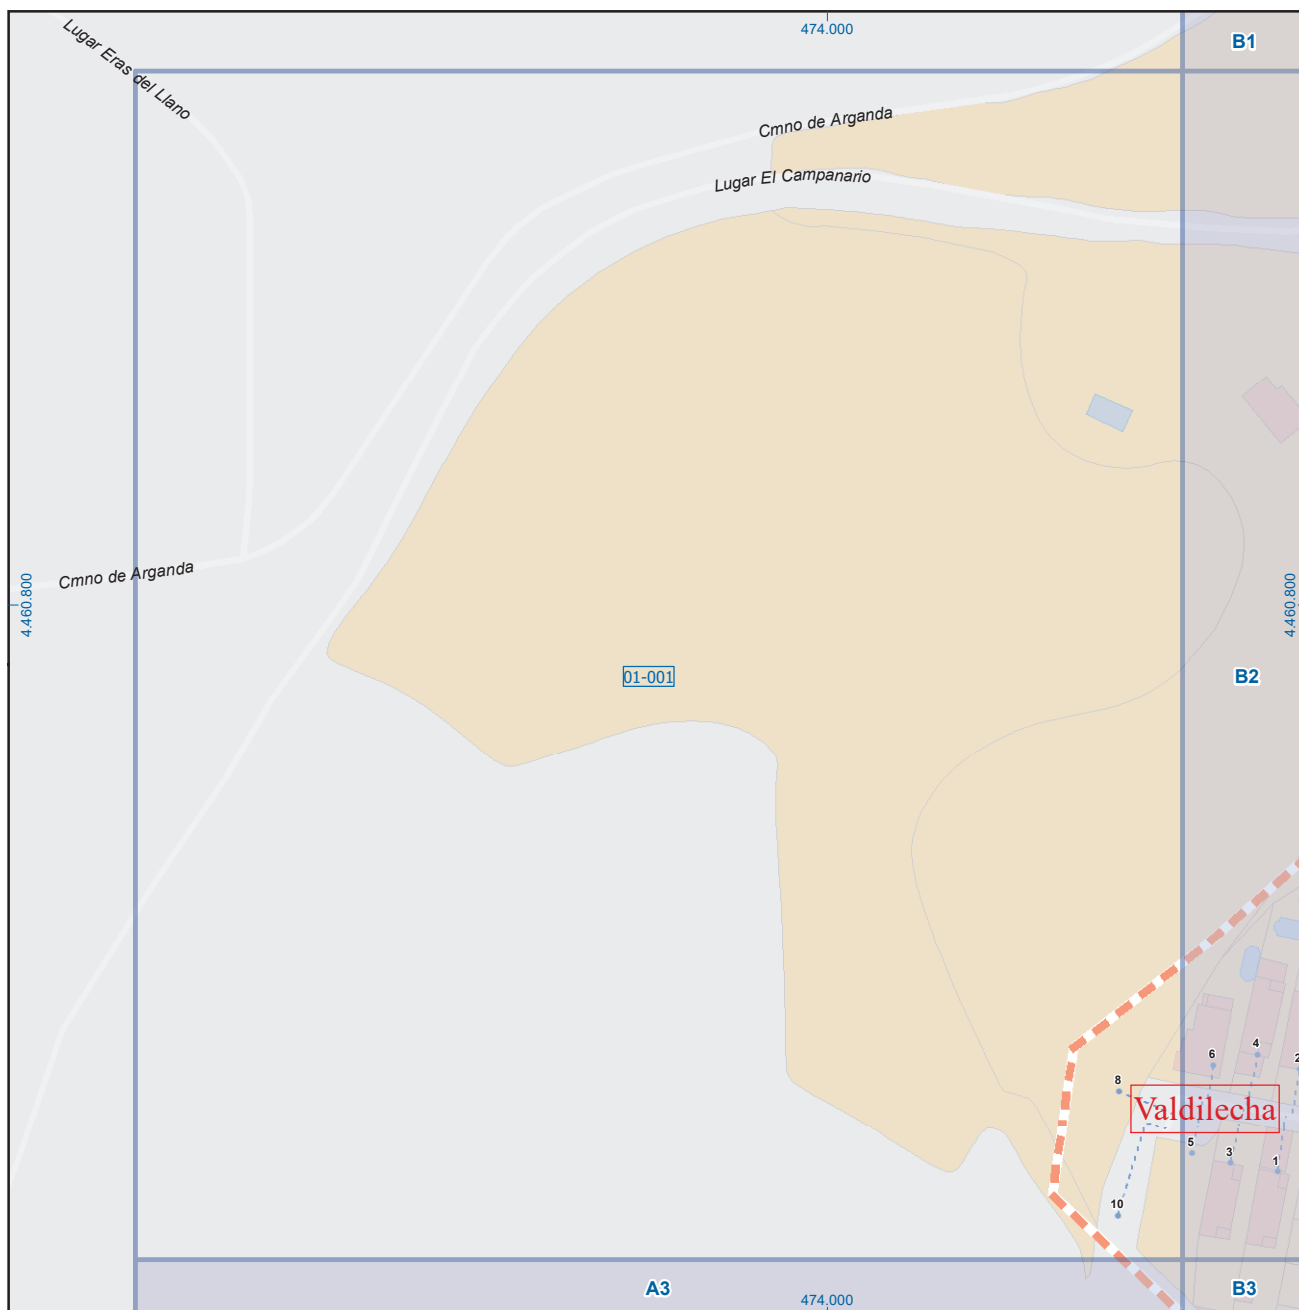 474.000
B1
Lugar Eras del Llano
Cmno de Arganda
Lugar El Campanario
Cmno de Arganda
4.460.800
4.460.800
01-001
B2
6
4
2
8
Valdilecha
5
3
1
10
A3
474.000
B3